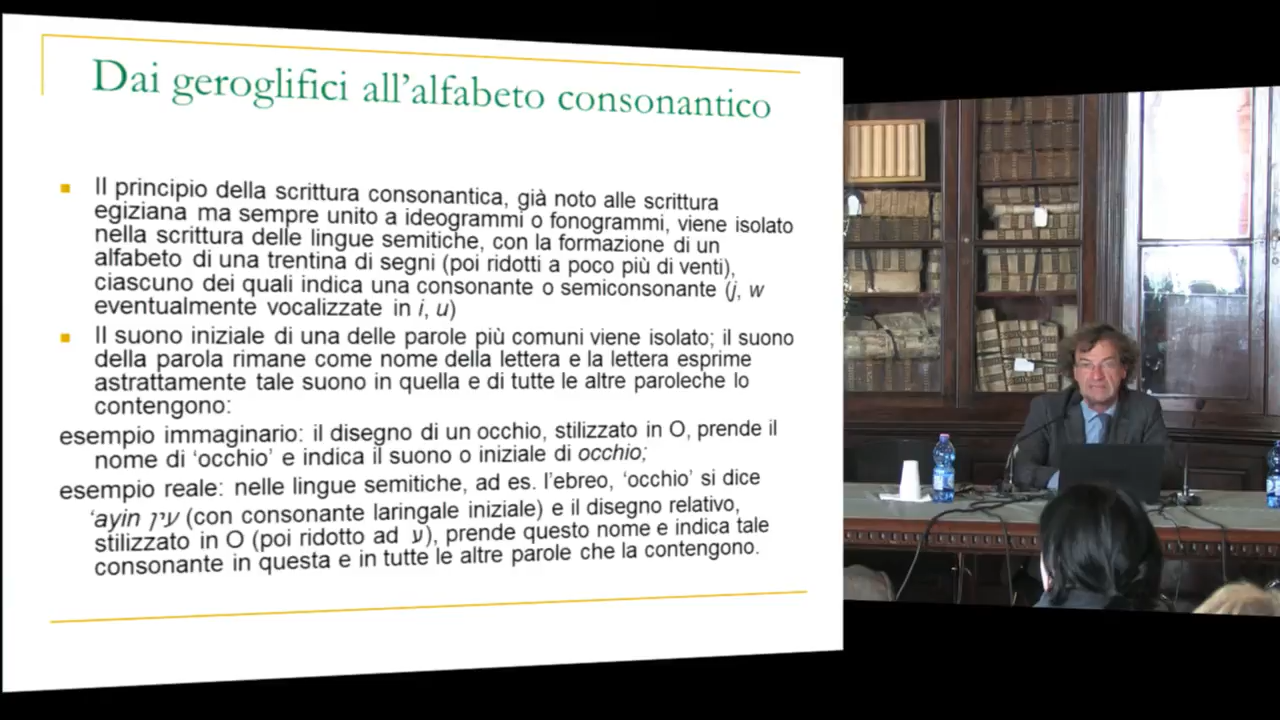 Dai geroglifici all'alfabeto consonantico
Il principio della scrittura consonantica, già noto alle scrittura
egiziana ma sempre unito a ideogrammi o fonogrammi, viene isolato
nella scrittura delle lingue semitiche, con la formazione di un
alfabeto di una trentina di segni (poi ridotti a poco più di venti),
ciascuno dei quali indica una consonante o semiconsonante (j, w
eventualmente vocalizzate in i, u)
Il suono iniziale di una delle parole più comuni viene isolato; il suono
della parola rimane come nome della lettera e la lettera esprime
astrattamente tale suono in quella e di tutte le altre paroleche lo
contengono:
esempio immaginario: il disegno di un occhio, stilizzato in O, prende il
nome di 'occhio' e indica il suono o iniziale di occhio;
esempio reale: nelle lingue semitiche, ad es. l'ebreo, 'occhio' si dice
'ayin עין (con consonante laringale iniziale) e il disegno relativo,
stilizzato in O (poi ridotto ad ע), prende questo nome e indica tale
consonante in questa e in tutte le altre parole che la contengono.